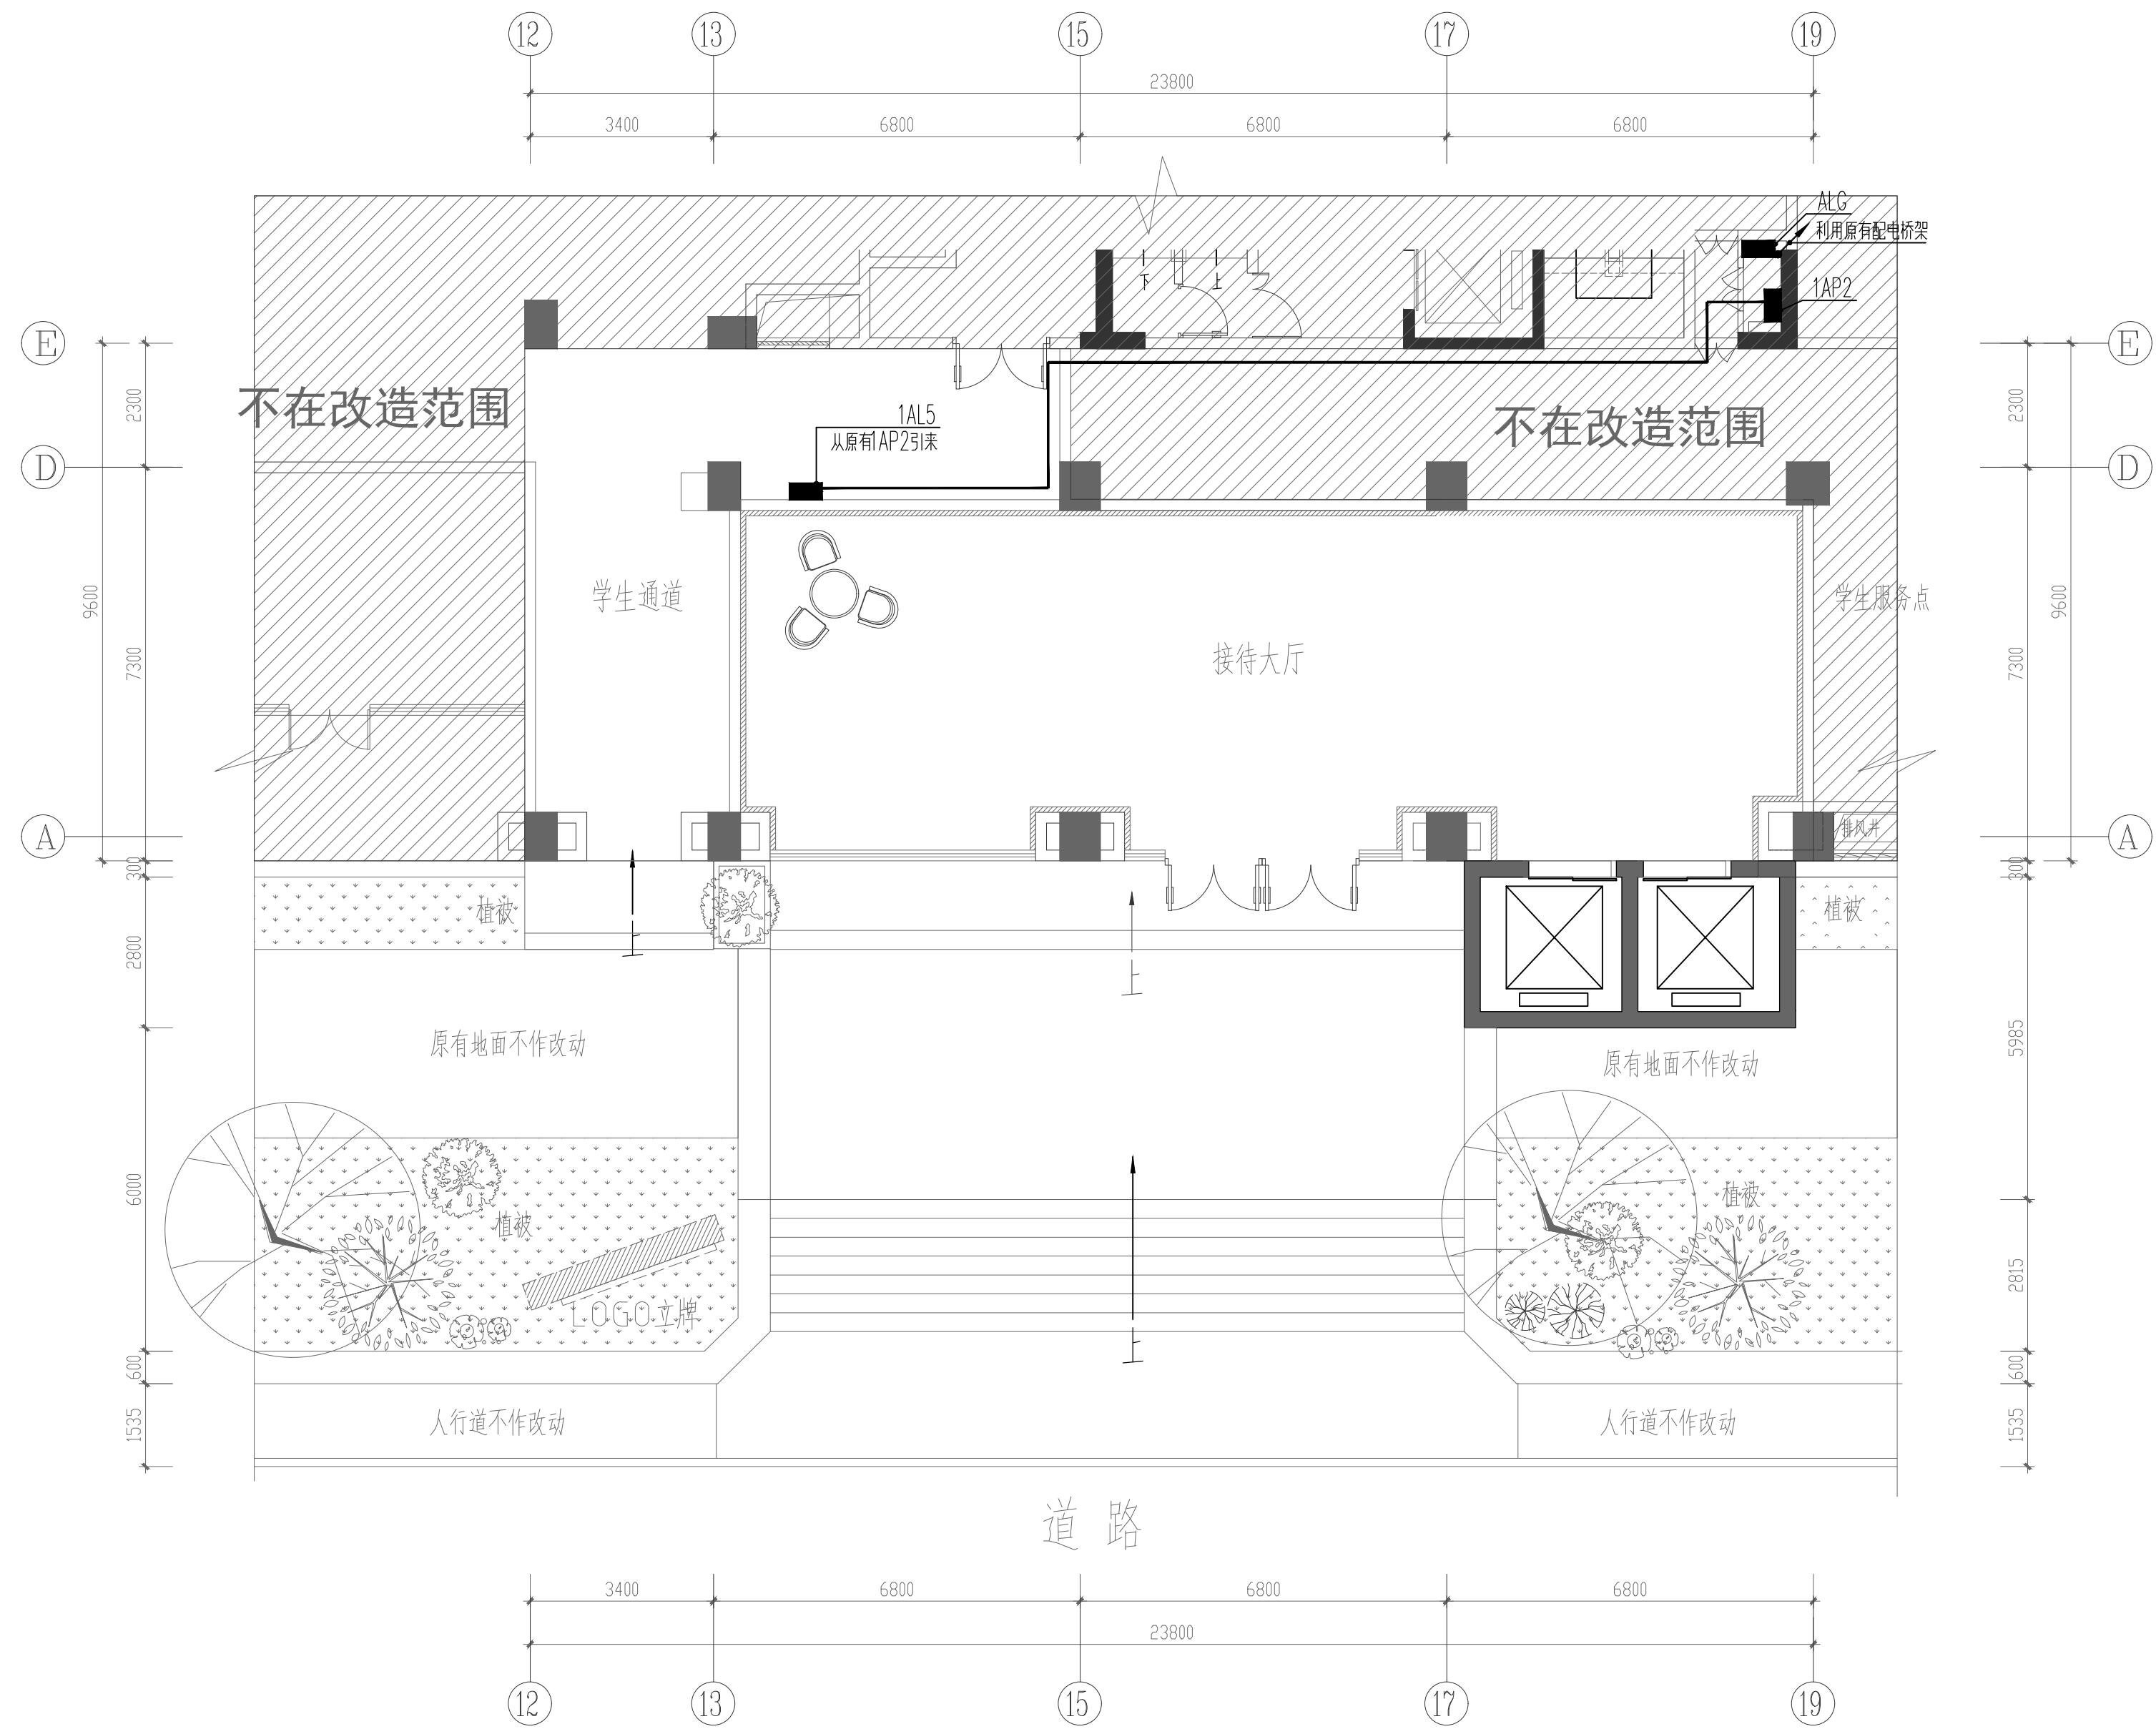 12 13 15 17 19
23800
3400 6800 6800 6800
ALG
利用原有配电桥架
下 上
1AP2
E E
2300 2300
不在改造范围 不在改造范围
1AL5
从原有1AP2引来
D D
9600 9600
学生通道
学生服务点
接待大厅
7300 7300
A A
排风井
300 300
植被 植被
上
2800
上
原有地面不作改动
5985
原有地面不作改动
6000
植被
植被
2815
LOGO立牌
上
600 600
人行道不作改动 人行道不作改动
1535 1535
道 路
3400 6800 6800 6800
23800
12 13 15 17 19